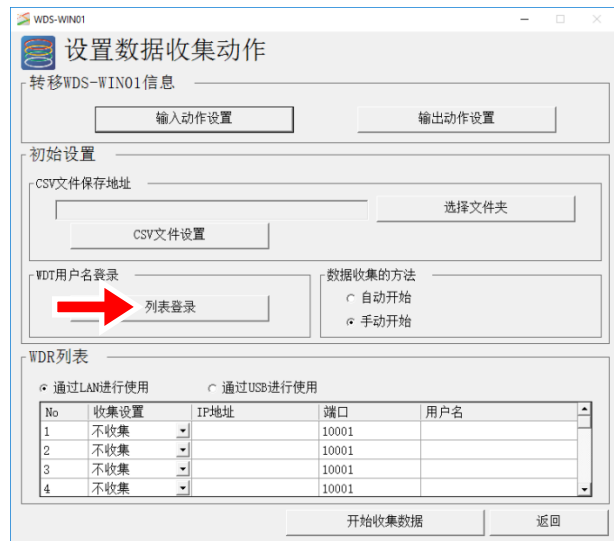 WDS-WIN01
设置数据收集动作
转移WDS-WIN01信息
输入动作设置 输出动作设置
初始设置
CSV文件保存地址
选择文件夹
CSV文件设置
WDT用户名登录 数据收集的方法
自动开始
列表登录
手动开始
WDR列表
通过LAN进行使用 通过USB进行使用
No 收集设置 IP地址 端口 用户名
1 不收集 10001
2 不收集 10001
3 不收集 10001
4 不收集 10001
开始收集数据 返回